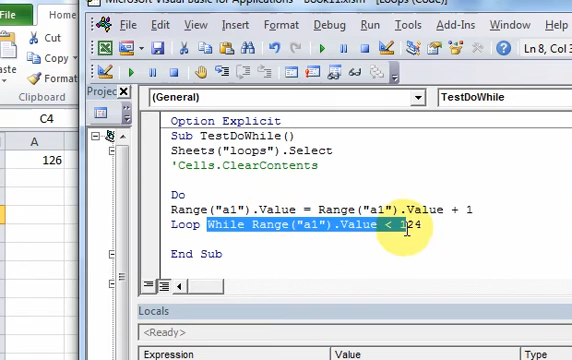 Microsoft Visual Basic for Applications - Book11.xlsm - [Loops (Code)]
File
Home
File Edit View Insert Format Debug Run Tools Add-Ins Window
Cut
Copy
Format
Paste
Clipboard
C4
A
126
Ln 8, Col 3
Projec
(General)
TestDoWhile
Option Explicit
Sub TestDoWhile()
Sheets("loops").Select
'Cells.ClearContents
Do
Range("a1").Value = Range("a1").Value + 1
Loop While Range("a1").Value < 124
End Sub
Locals
<Ready>
Expression Value Type